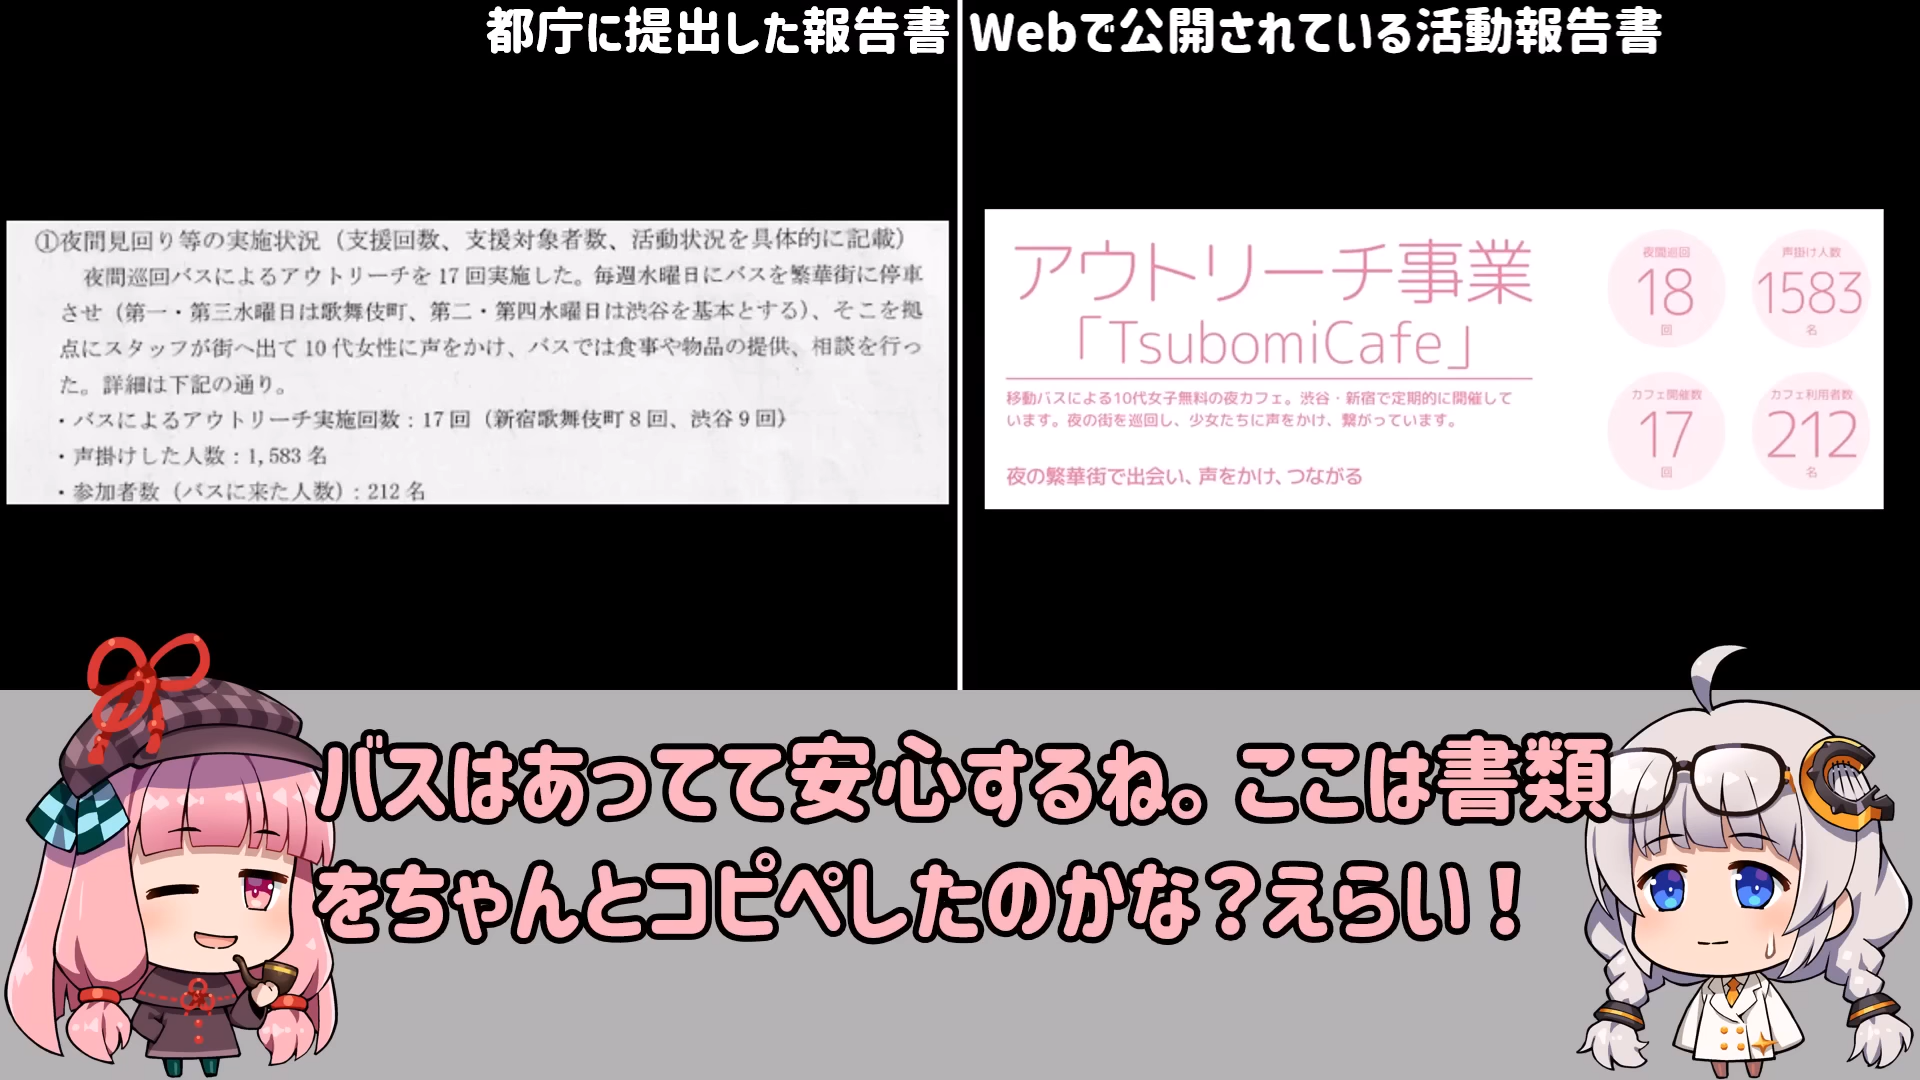 都庁に提出した報告書
Webで公開されている活動報告書
①夜間見回り等の実施状況（支援回数、支援対象者数、活動状況を具体的に記載）
夜間巡回バスによるアウトリーチを17回実施した。毎週水曜日にバスを繁華街に停車
させ（第一・第三水曜日は歌舞伎町、第二・第四水曜日は渋谷を基本とする）、そこを拠
点にスタッフが街へ出て10代女性に声をかけ、バスでは食事や物品の提供、相談を行っ
た。詳細は下記の通り。
・バスによるアウトリーチ実施回数：17回（新宿歌舞伎町8回、渋谷9回）
・声掛けした人数：1,583名
・参加者数（バスに来た人数）：212名
アウトリーチ事業
「TsubomiCafe」
移動バスによる10代女子無料の夜カフェ。渋谷・新宿で定期的に開催して
います。夜の街を巡回し、少女たちに声をかけ、繋がっています。
夜の繁華街で出会い、声をかけ、つながる
夜間巡回
18
回
声掛け人数
1583
名
カフェ開催数
17
回
カフェ利用者数
212
名
バスはあってて安心するね。ここは書類
をちゃんとコピペしたのかな？えらい！